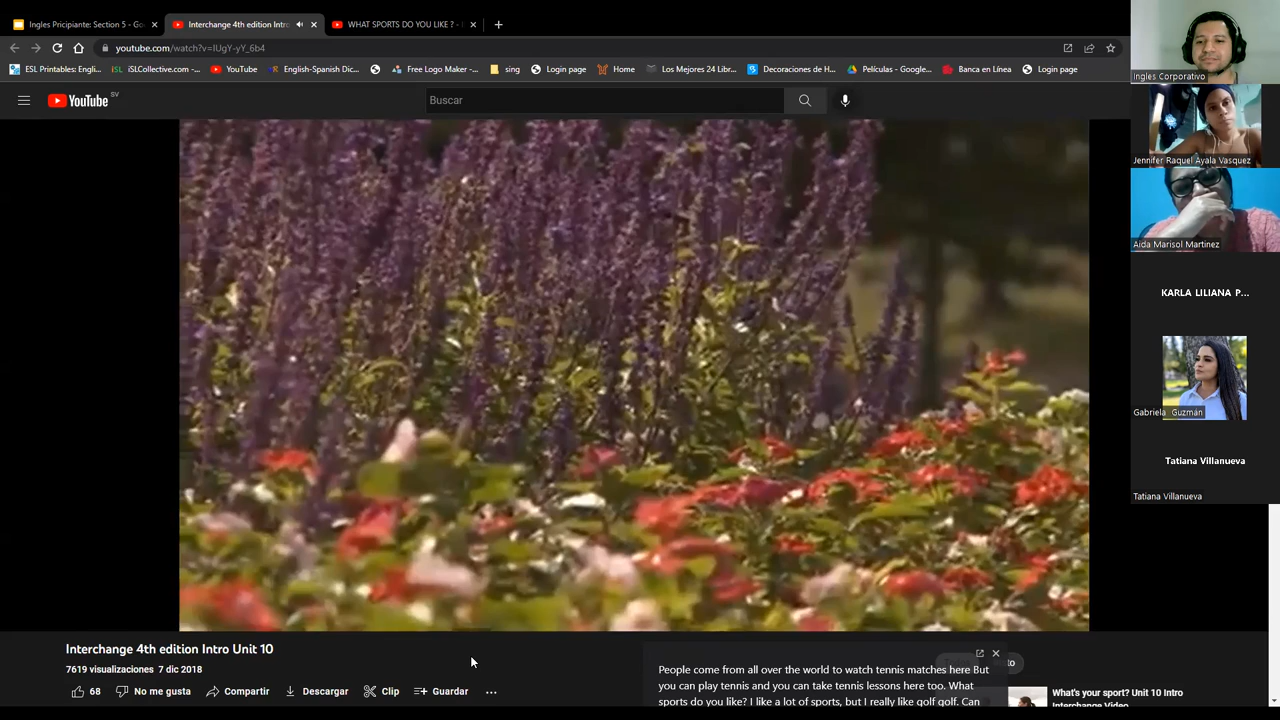 Ingles Pricipiante: Section 5 - Go
Interchange 4th edition Intro
WHAT SPORTS DO YOU LIKE ? -
youtube.com/watch?v=IUgY-yY_6b4
ESL Printables: Engli...
iSLCollective.com -...
YouTube
English-Spanish Dic...
Free Logo Maker -...
sing
Login page
Home
Los Mejores 24 Libr...
Decoraciones de H...
Películas - Google...
Banca en Línea
Login page
YouTube SV
Buscar
Ingles Corporativo
Jennifer Raquel Ayala Vasquez
Aida Marisol Martinez
KARLA LILIANA P...
Gabriela Guzmán
Tatiana Villanueva
Tatiana Villanueva
Interchange 4th edition Intro Unit 10
7619 visualizaciones 7 dic 2018
68
No me gusta
Compartir
Descargar
Clip
Guardar
People come from all over the world to watch tennis matches here But
you can play tennis and you can take tennis lessons here too. What
sports do you like? I like a lot of sports, but I really like golf golf. Can
What's your sport? Unit 10 Intro
Interchange Video